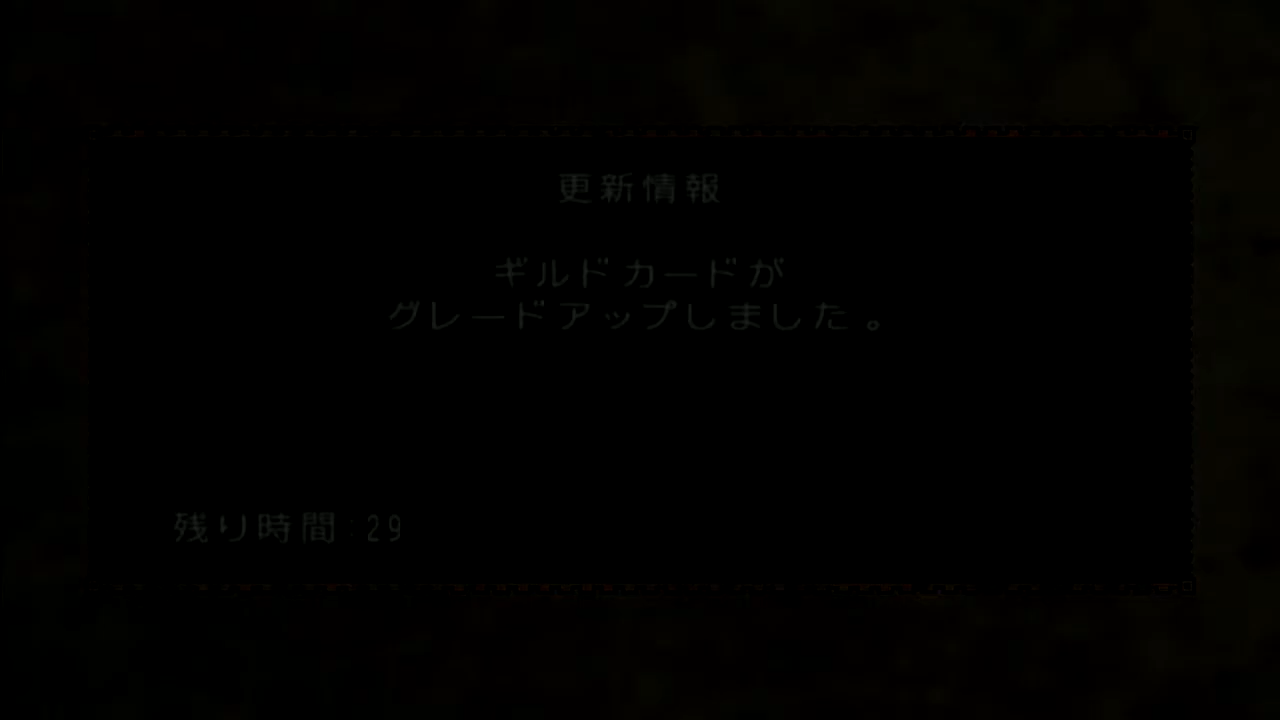 更新情報
ギルドカードが
グレードアップしました。
残り時間:29